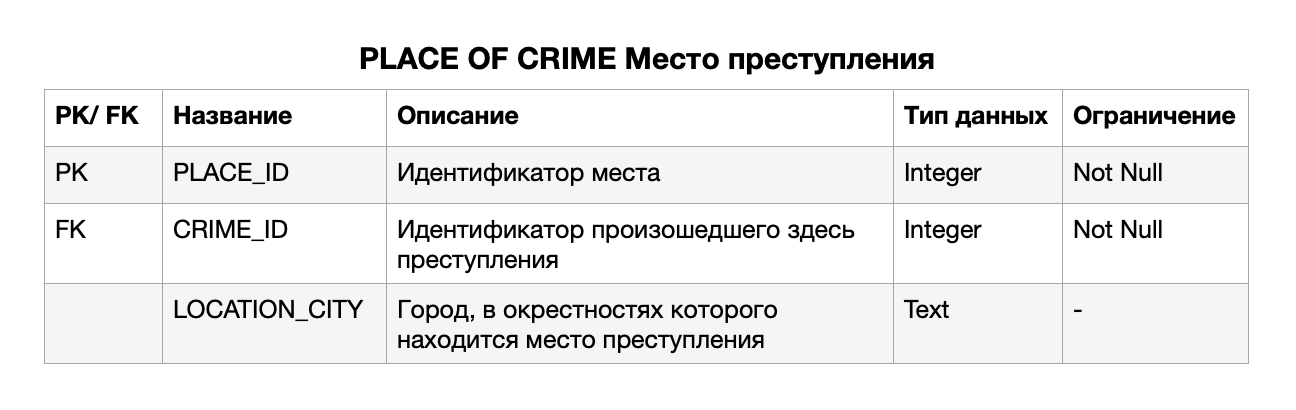 PLACE OF CRIME Место преступления
PK/ FK Название Описание Тип данных Ограничение
PK PLACE_ID Идентификатор места Integer Not Null
FK CRIME_ID Идентификатор произошедшего здесь Integer Not Null
преступления
LOCATION_CITY Город, в окрестностях которого Text -
находится место преступления